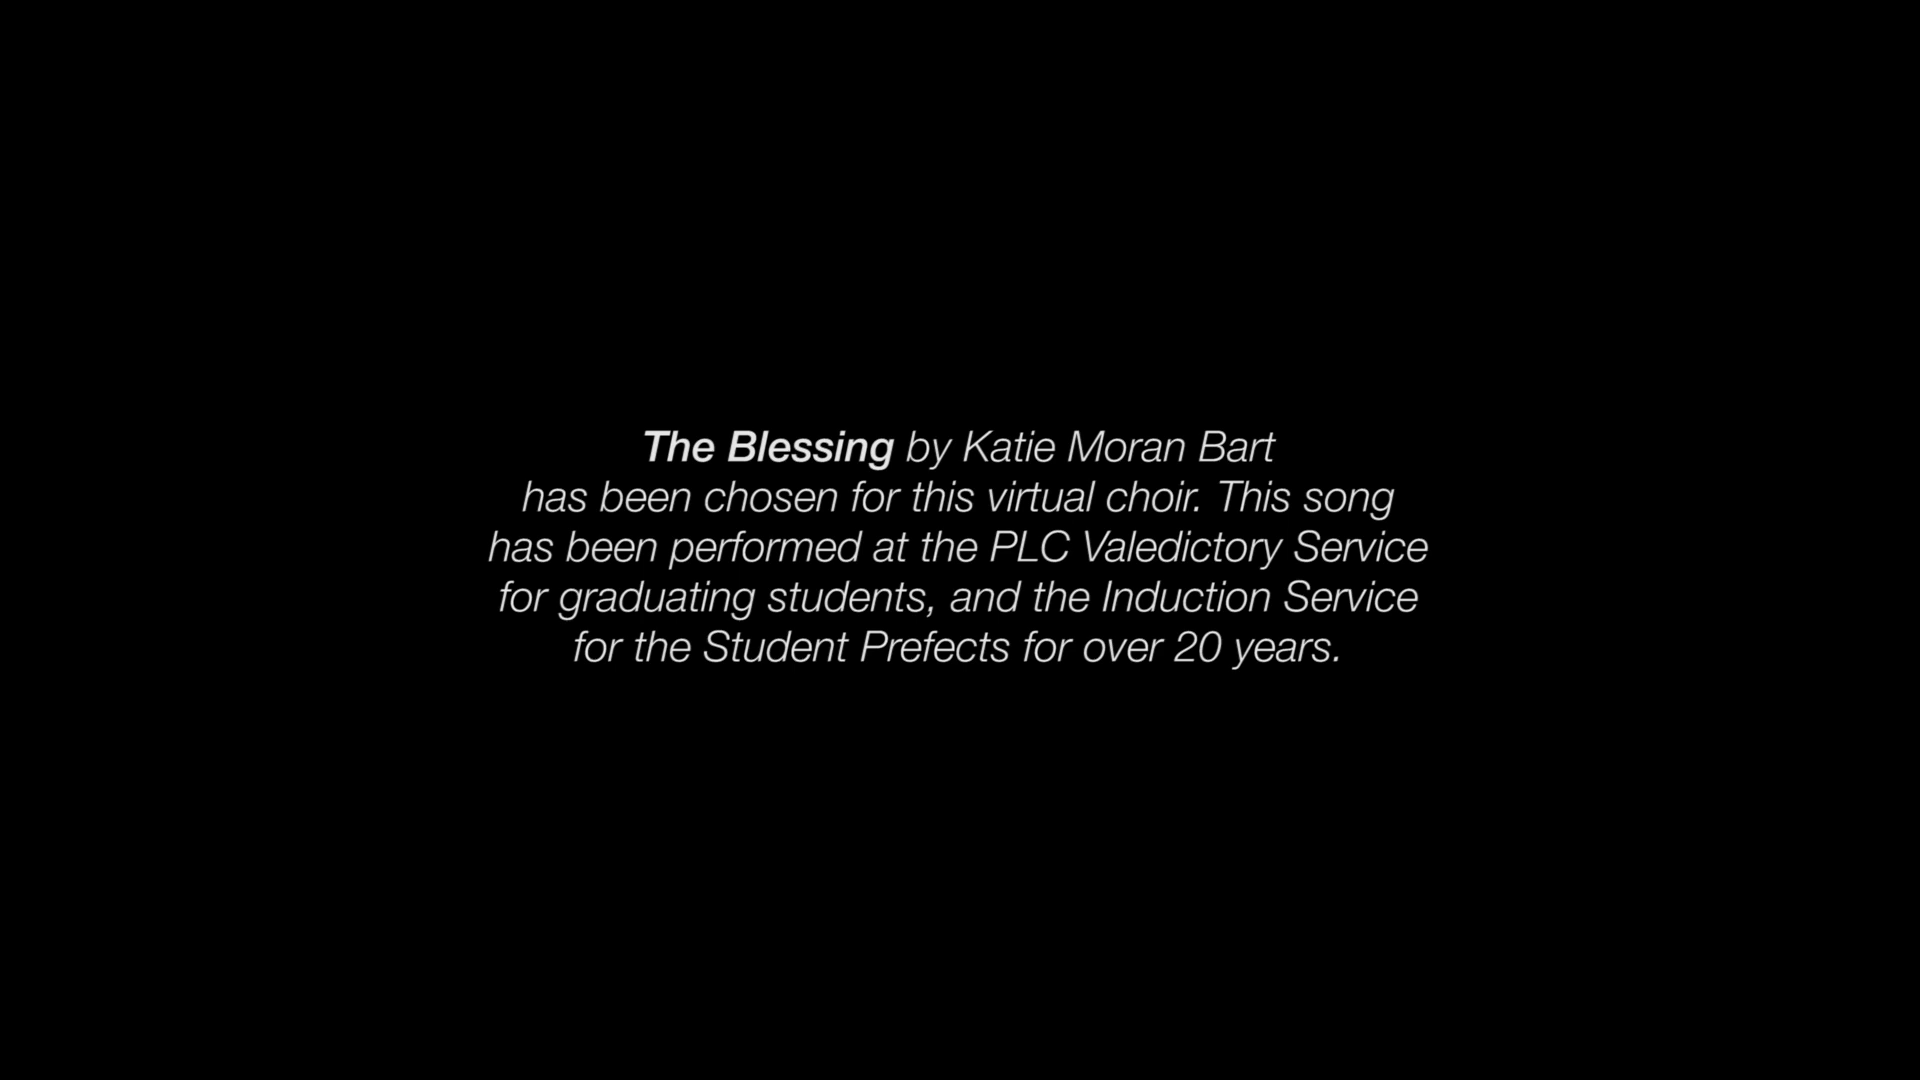 The Blessing by Katie Moran Bart
has been chosen for this virtual choir. This song
has been performed at the PLC Valedictory Service
for graduating students, and the Induction Service
for the Student Prefects for over 20 years.